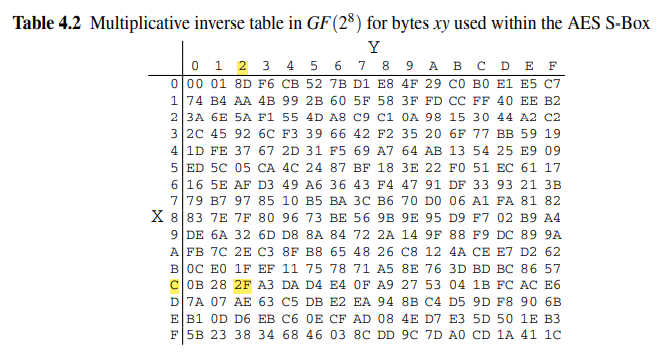 Table 4.2 Multiplicative inverse table in GF(2⁸) for bytes xy used within the AES S-Box
Y
0 1 2 3 4 5 6 7 8 9 A B C D E F
0 00 01 8D F6 CB 52 7B D1 E8 4F 29 C0 B0 E1 E5 C7
1 74 B4 AA 4B 99 2B 60 5F 58 3F FD CC FF 40 EE B2
2 3A 6E 5A F1 55 4D A8 C9 C1 0A 98 15 30 44 A2 C2
3 2C 45 92 6C F3 39 66 42 F2 35 20 6F 77 BB 59 19
4 1D FE 37 67 2D 31 F5 69 A7 64 AB 13 54 25 E9 09
5 ED 5C 05 CA 4C 24 87 BF 18 3E 22 F0 51 EC 61 17
6 16 5E AF D3 49 A6 36 43 F4 47 91 DF 33 93 21 3B
7 79 B7 97 85 10 B5 BA 3C B6 70 D0 06 A1 FA 81 82
X 8 83 7E 7F 80 96 73 BE 56 9B 9E 95 D9 F7 02 B9 A4
9 DE 6A 32 6D D8 8A 84 72 2A 14 9F 88 F9 DC 89 9A
A FB 7C 2E C3 8F B8 65 48 26 C8 12 4A CE E7 D2 62
B 0C E0 1F EF 11 75 78 71 A5 8E 76 3D BD BC 86 57
C 0B 28 2F A3 DA D4 E4 0F A9 27 53 04 1B FC AC E6
D 7A 07 AE 63 C5 DB E2 EA 94 8B C4 D5 9D F8 90 6B
E B1 0D D6 EB C6 0E CF AD 08 4E D7 E3 5D 50 1E B3
F 5B 23 38 34 68 46 03 8C DD 9C 7D A0 CD 1A 41 1C